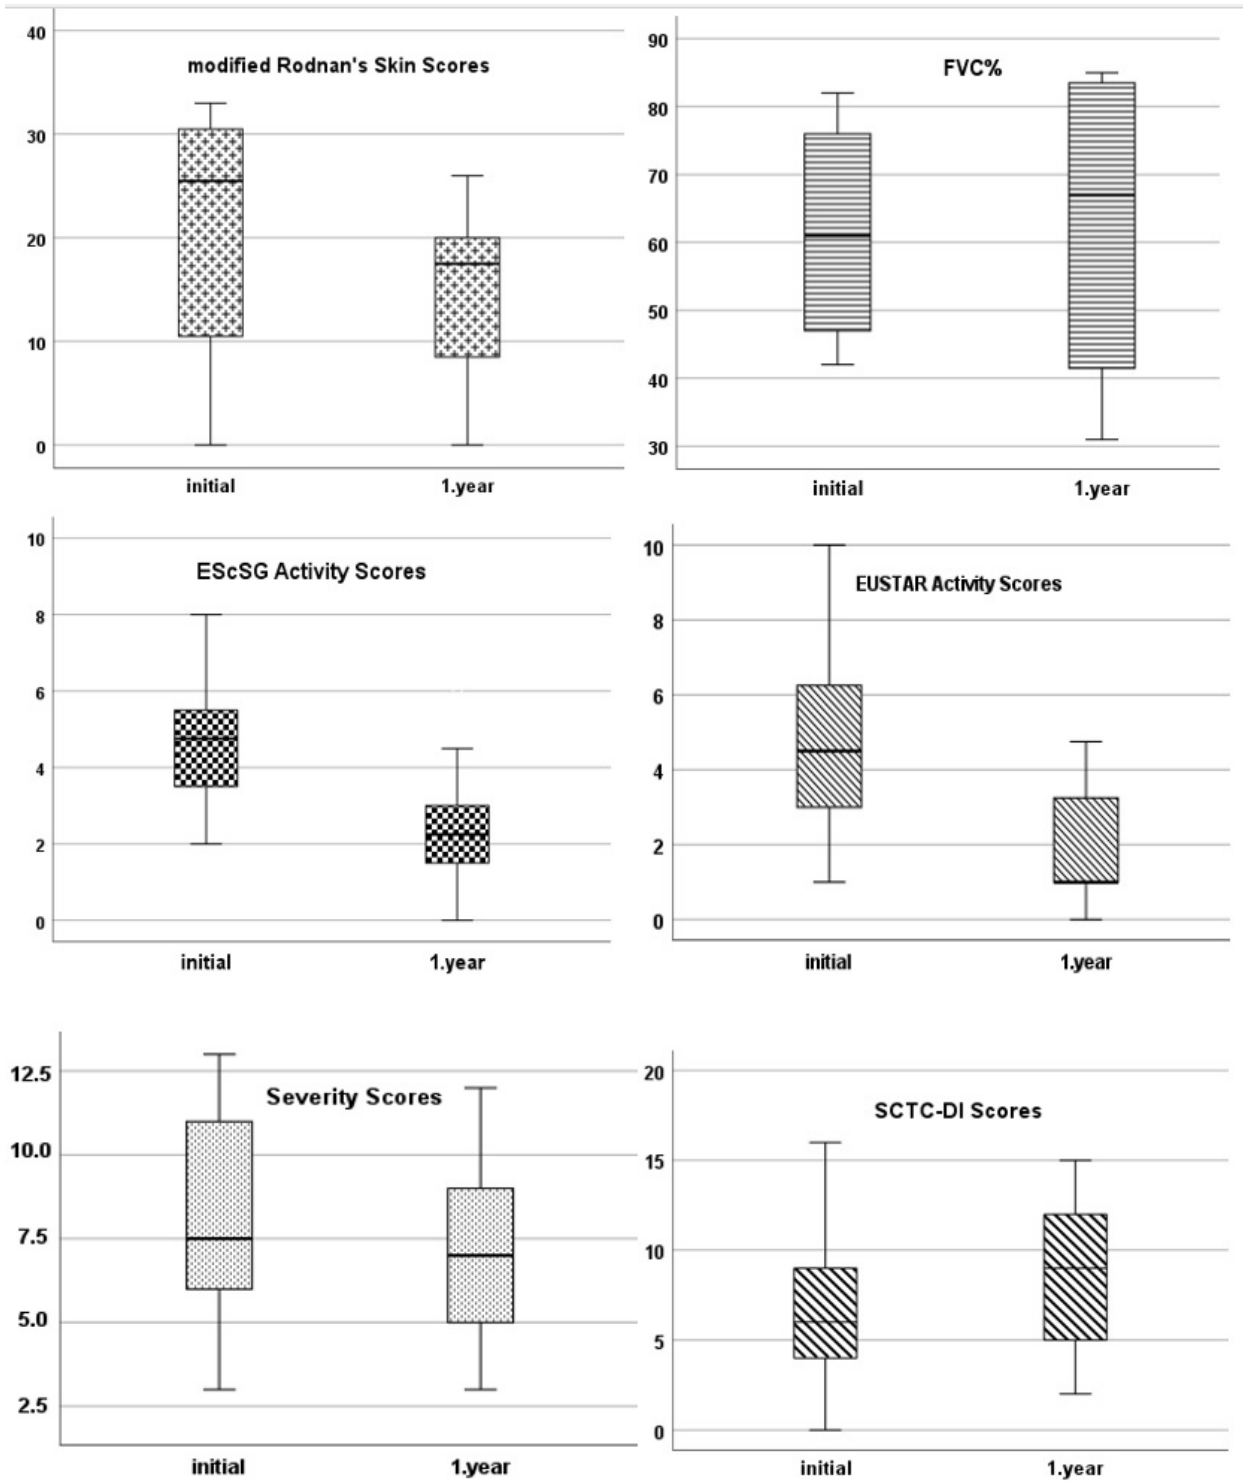 40
modified Rodnan's Skin Scores
30
20
10
0
initial 1.year
90
FVC%
80
70
60
50
40
30
initial 1.year
10
EScSG Activity Scores
8
6
4
2
0
initial 1.year
10
EUSTAR Activity Scores
8
6
4
2
0
initial 1.year
12.5
Severity Scores
10.0
7.5
5.0
2.5
initial 1.year
20
SCTC-DI Scores
15
10
5
0
initial 1.year